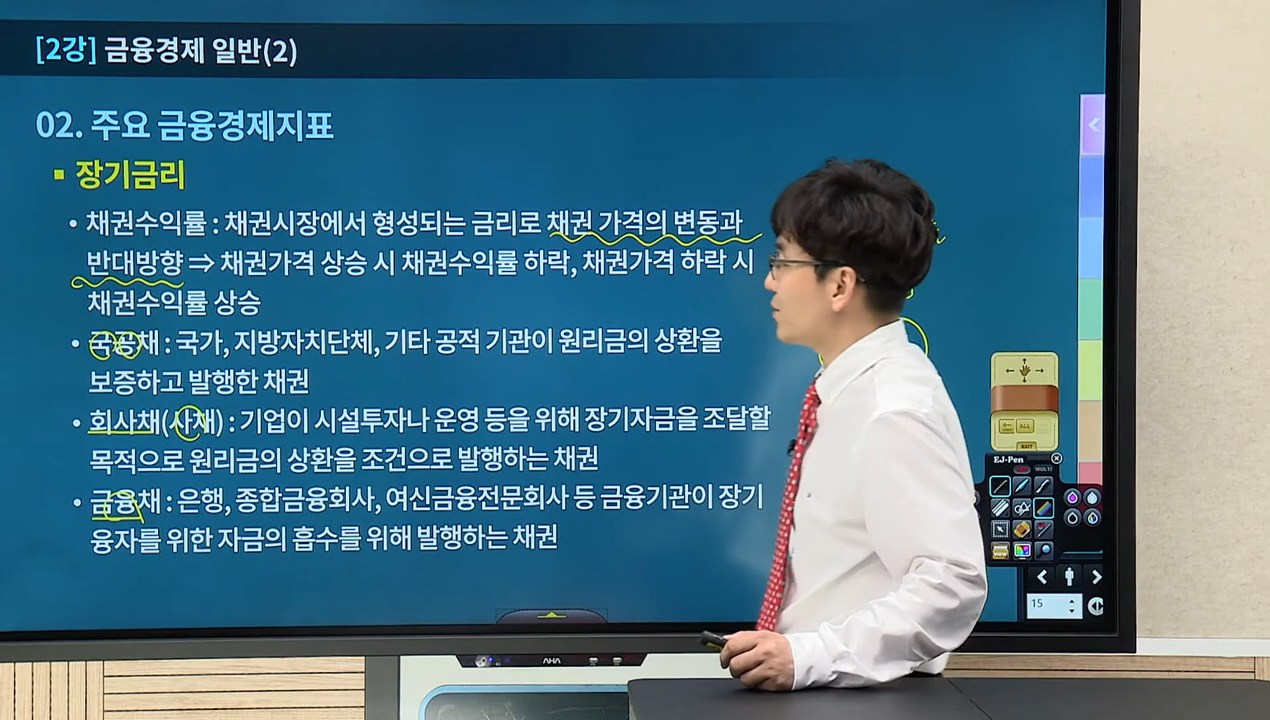 [2강] 금융경제 일반(2)
02. 주요 금융경제지표
▪ 장기금리
• 채권수익률 : 채권시장에서 형성되는 금리로 채권 가격의 변동과
반대방향 ⇒ 채권가격 상승 시 채권수익률 하락, 채권가격 하락 시
채권수익률 상승
• 국공채 : 국가, 지방자치단체, 기타 공적 기관이 원리금의 상환을
보증하고 발행한 채권
• 회사채(사채) : 기업이 시설투자나 운영 등을 위해 장기자금을 조달할
목적으로 원리금의 상환을 조건으로 발행하는 채권
• 금융채 : 은행, 종합금융회사, 여신금융전문회사 등 금융기관이 장기
융자를 위한 자금의 흡수를 위해 발행하는 채권
ALL
EXIT
EJ-Pen
MULTI
VIEW
15
AHA